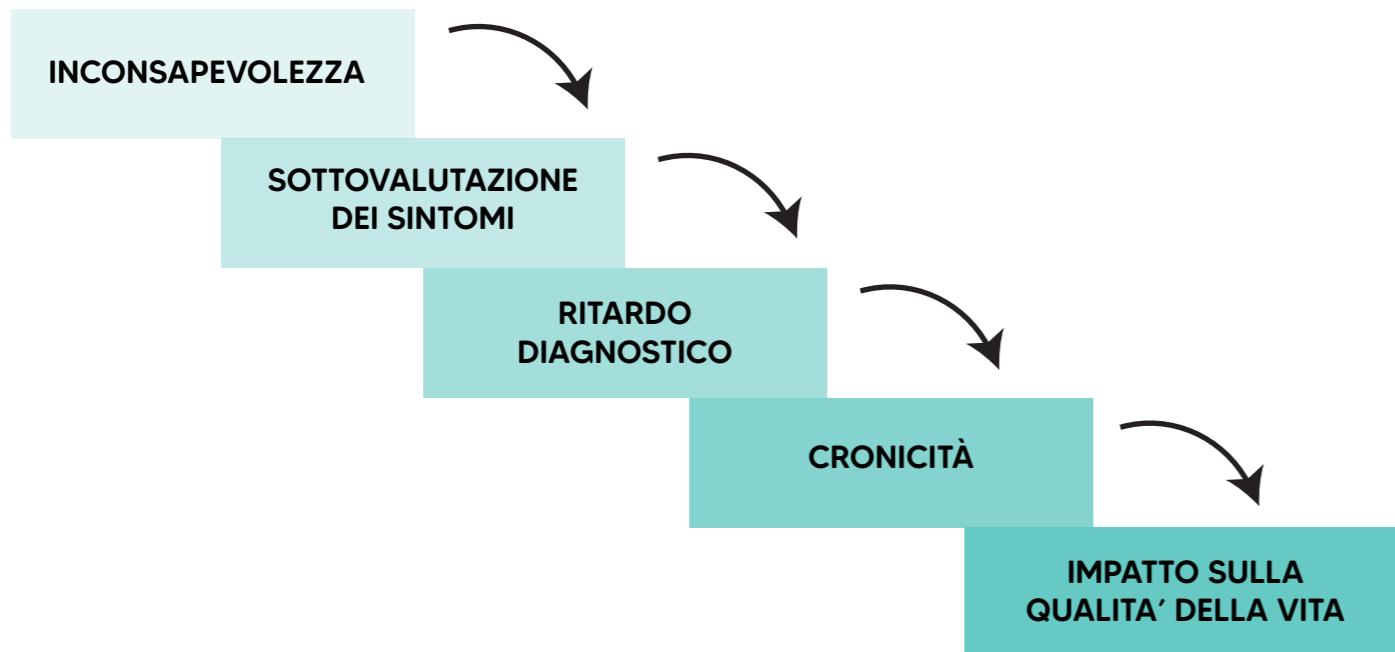 INCONSAPEVOLEZZA
SOTTOVALUTAZIONE
DEI SINTOMI
RITARDO
DIAGNOSTICO
CRONICITÀ
IMPATTO SULLA
QUALITA’ DELLA VITA